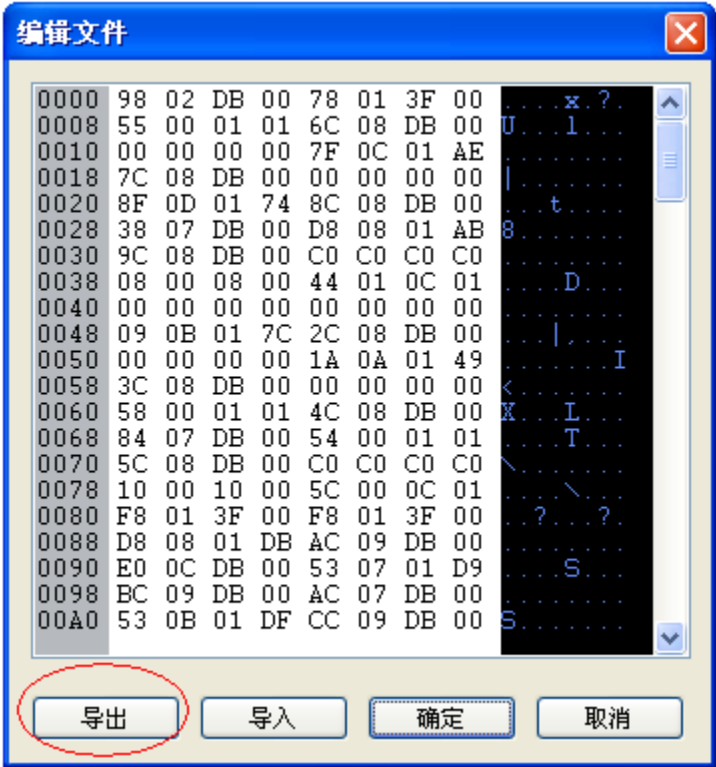 编辑文件
0000 98 02 DB 00 78 01 3F 00 ....x.?.
0008 55 00 01 01 6C 08 DB 00 U...l...
0010 00 00 00 00 7F 0C 01 AE ........
0018 7C 08 DB 00 00 00 00 00 |.......
0020 8F 0D 01 74 8C 08 DB 00 ...t....
0028 38 07 DB 00 D8 08 01 AB 8.......
0030 9C 08 DB 00 C0 C0 C0 C0 ........
0038 08 00 08 00 44 01 0C 01 ....D...
0040 00 00 00 00 00 00 00 00 ........
0048 09 0B 01 7C 2C 08 DB 00 ...|,...
0050 00 00 00 00 1A 0A 01 49 .......I
0058 3C 08 DB 00 00 00 00 00 <.......
0060 58 00 01 01 4C 08 DB 00 X...L...
0068 84 07 DB 00 54 00 01 01 ....T...
0070 5C 08 DB 00 C0 C0 C0 C0 \.......
0078 10 00 10 00 5C 00 0C 01 ....\...
0080 F8 01 3F 00 F8 01 3F 00 ..?...?.
0088 D8 08 01 DB AC 09 DB 00 ........
0090 E0 0C DB 00 53 07 01 D9 ....S...
0098 BC 09 DB 00 AC 07 DB 00 ........
00A0 53 0B 01 DF CC 09 DB 00 S.......
导出 导入 确定 取消